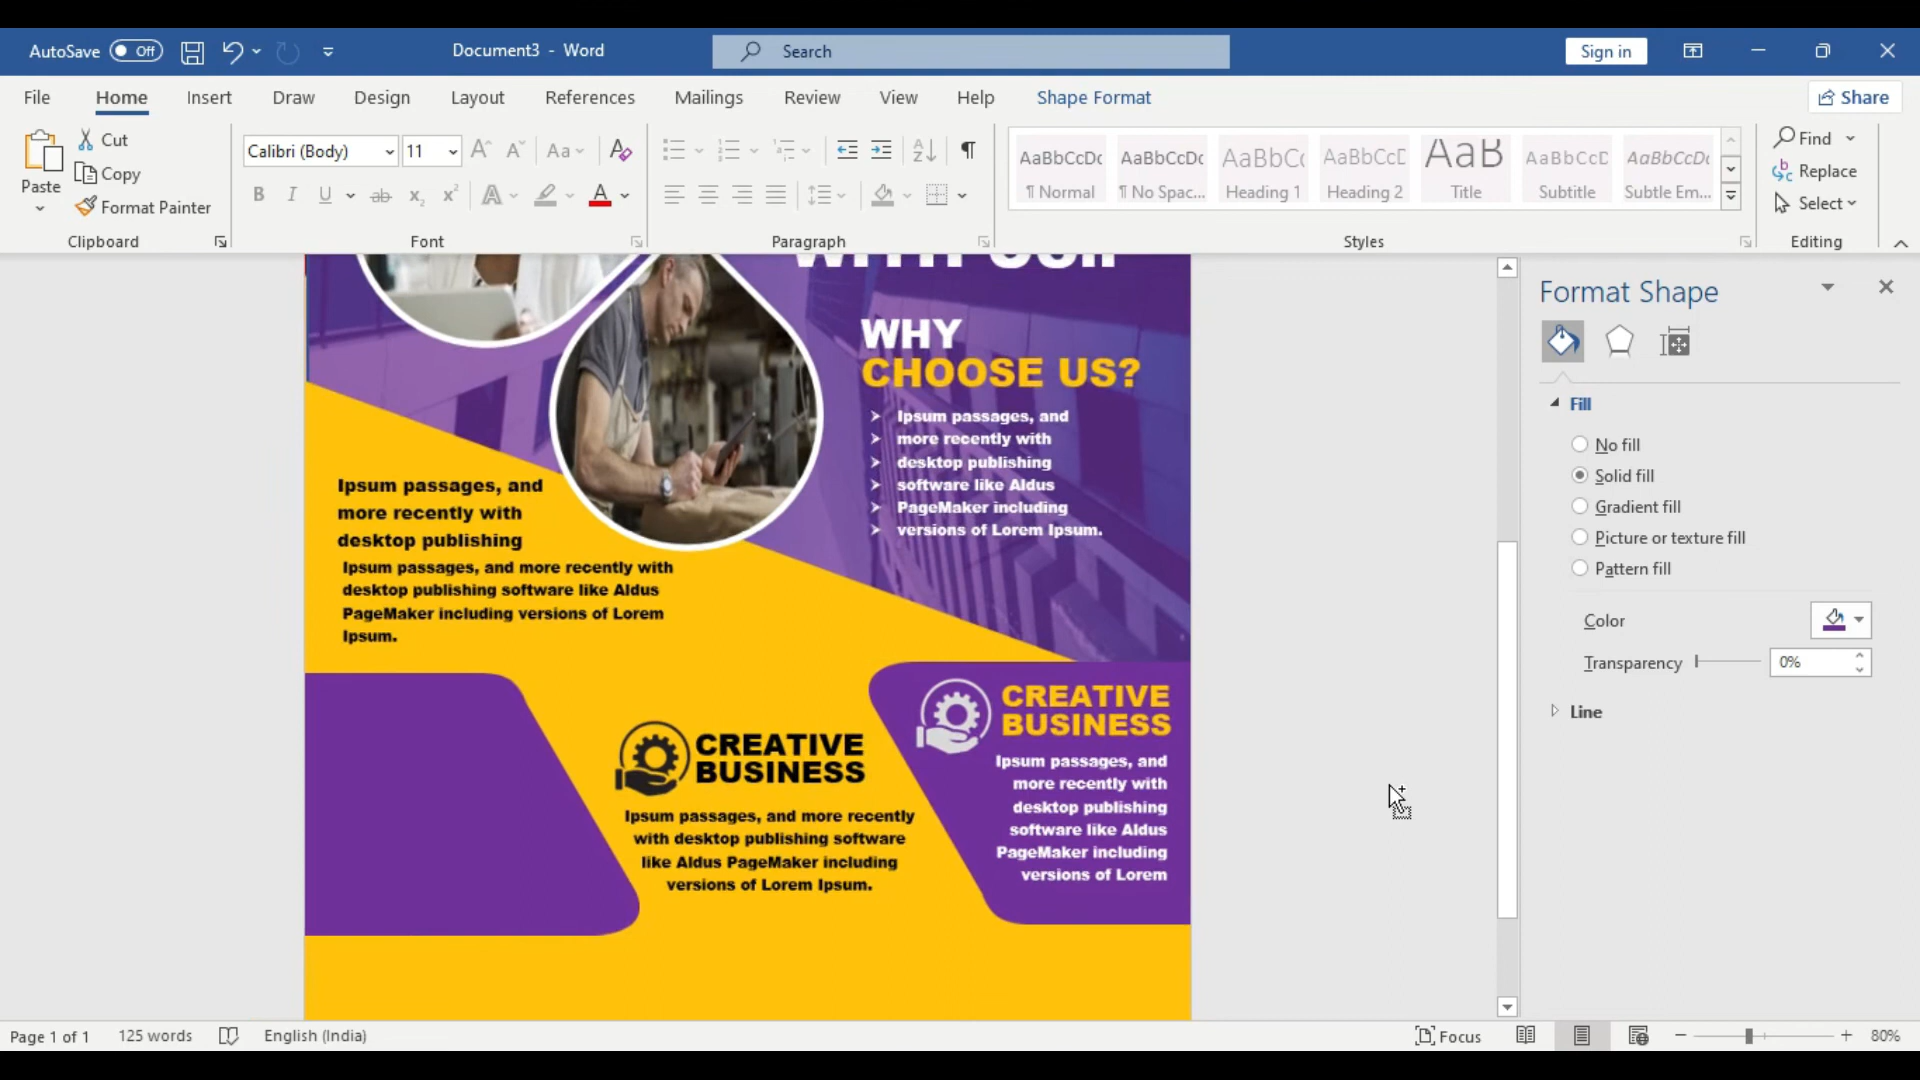 AutoSave Off
Document3 - Word
Search
Sign in
File
Home
Insert
Draw
Design
Layout
References
Mailings
Review
View
Help
Shape Format
Share
Paste
Cut
Copy
Format Painter
Clipboard
Calibri (Body)
11
Aa
B I U ab x₂ x² A A
Font
Paragraph
AaBbCcDc
¶ Normal
AaBbCcDc
¶ No Spac...
AaBbC
Heading 1
AaBbCcD
Heading 2
AaB
Title
AaBbCcD
Subtitle
AaBbCcDc
Subtle Em...
Styles
Find
Replace
Select
Editing
WITH OUR
WHY
CHOOSE US?
Ipsum passages, and
more recently with
desktop publishing
software like Aldus
PageMaker including
versions of Lorem Ipsum.
Ipsum passages, and
more recently with
desktop publishing
Ipsum passages, and more recently with
desktop publishing software like Aldus
PageMaker including versions of Lorem
Ipsum.
CREATIVE
BUSINESS
Ipsum passages, and more recently
with desktop publishing software
like Aldus PageMaker including
versions of Lorem Ipsum.
CREATIVE
BUSINESS
Ipsum passages, and
more recently with
desktop publishing
software like Aldus
PageMaker including
versions of Lorem
Format Shape
Fill
No fill
Solid fill
Gradient fill
Picture or texture fill
Pattern fill
Color
Transparency
0%
Line
Page 1 of 1
125 words
English (India)
Focus
80%